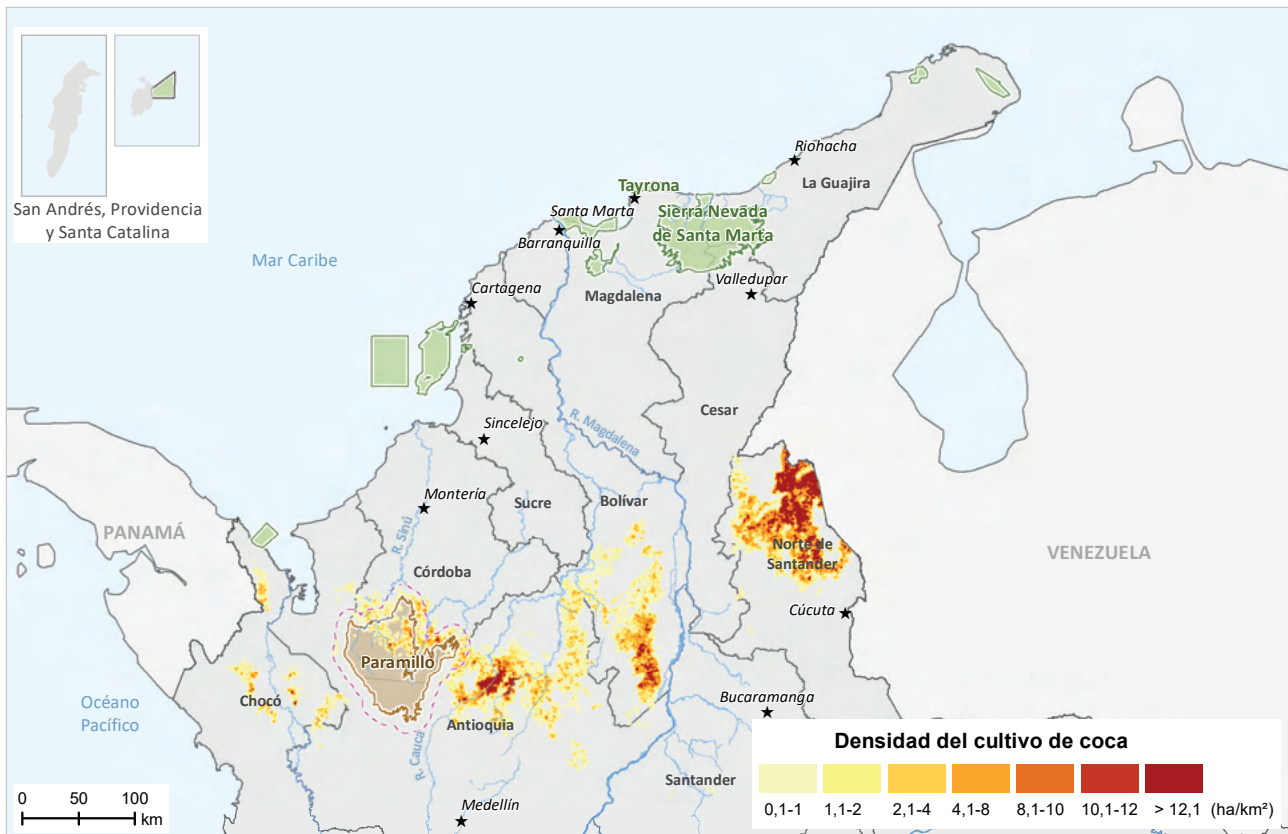 San Andrés, Providencia
y Santa Catalina
Mar Caribe
Riohacha
La Guajira
Tayrona
Santa Marta
Sierra Nevada
de Santa Marta
Barranquilla
Valledupar
Cartagena
Magdalena
Cesar
Sincelejo
R. Magdalena
Montería
Sucre
Bolívar
R. Sinú
PANAMÁ
Norte de
Santander
VENEZUELA
Córdoba
Cúcuta
Paramillo
Chocó
Océano
Pacífico
Bucaramanga
Antioquia
R. Cauca
Santander
Medellín
0 50 100
km
Densidad del cultivo de coca
0,1-1 1,1-2 2,1-4 4,1-8 8,1-10 10,1-12 > 12,1 (ha/km²)